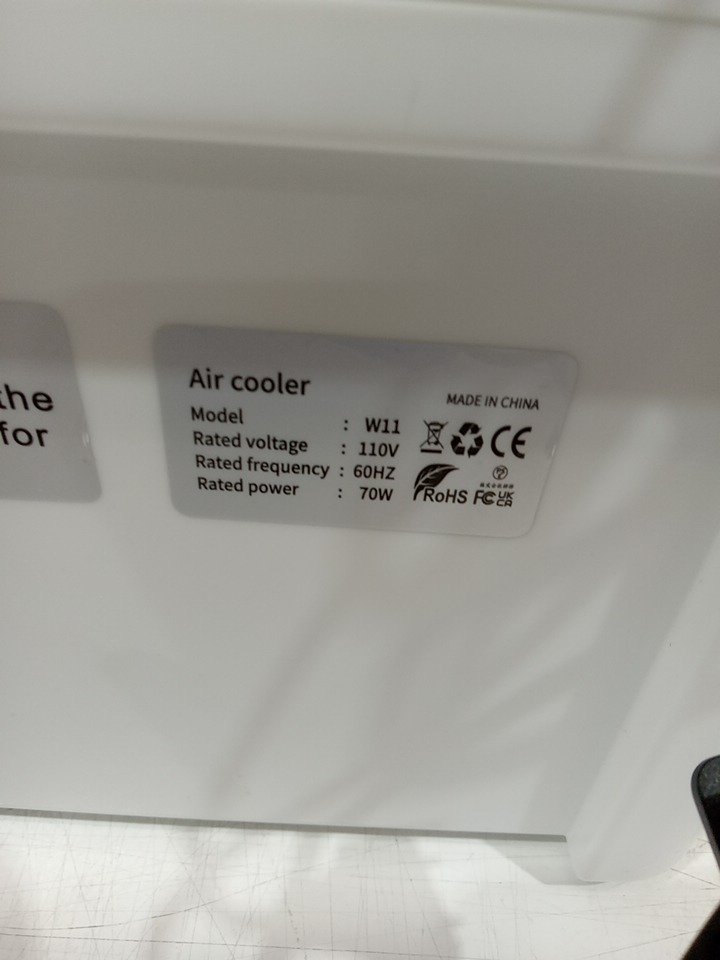 the
for
Air cooler
MADE IN CHINA
Model : W11
Rated voltage : 110V
Rated frequency : 60HZ
Rated power : 70W
CE
RoHS FC UK CA